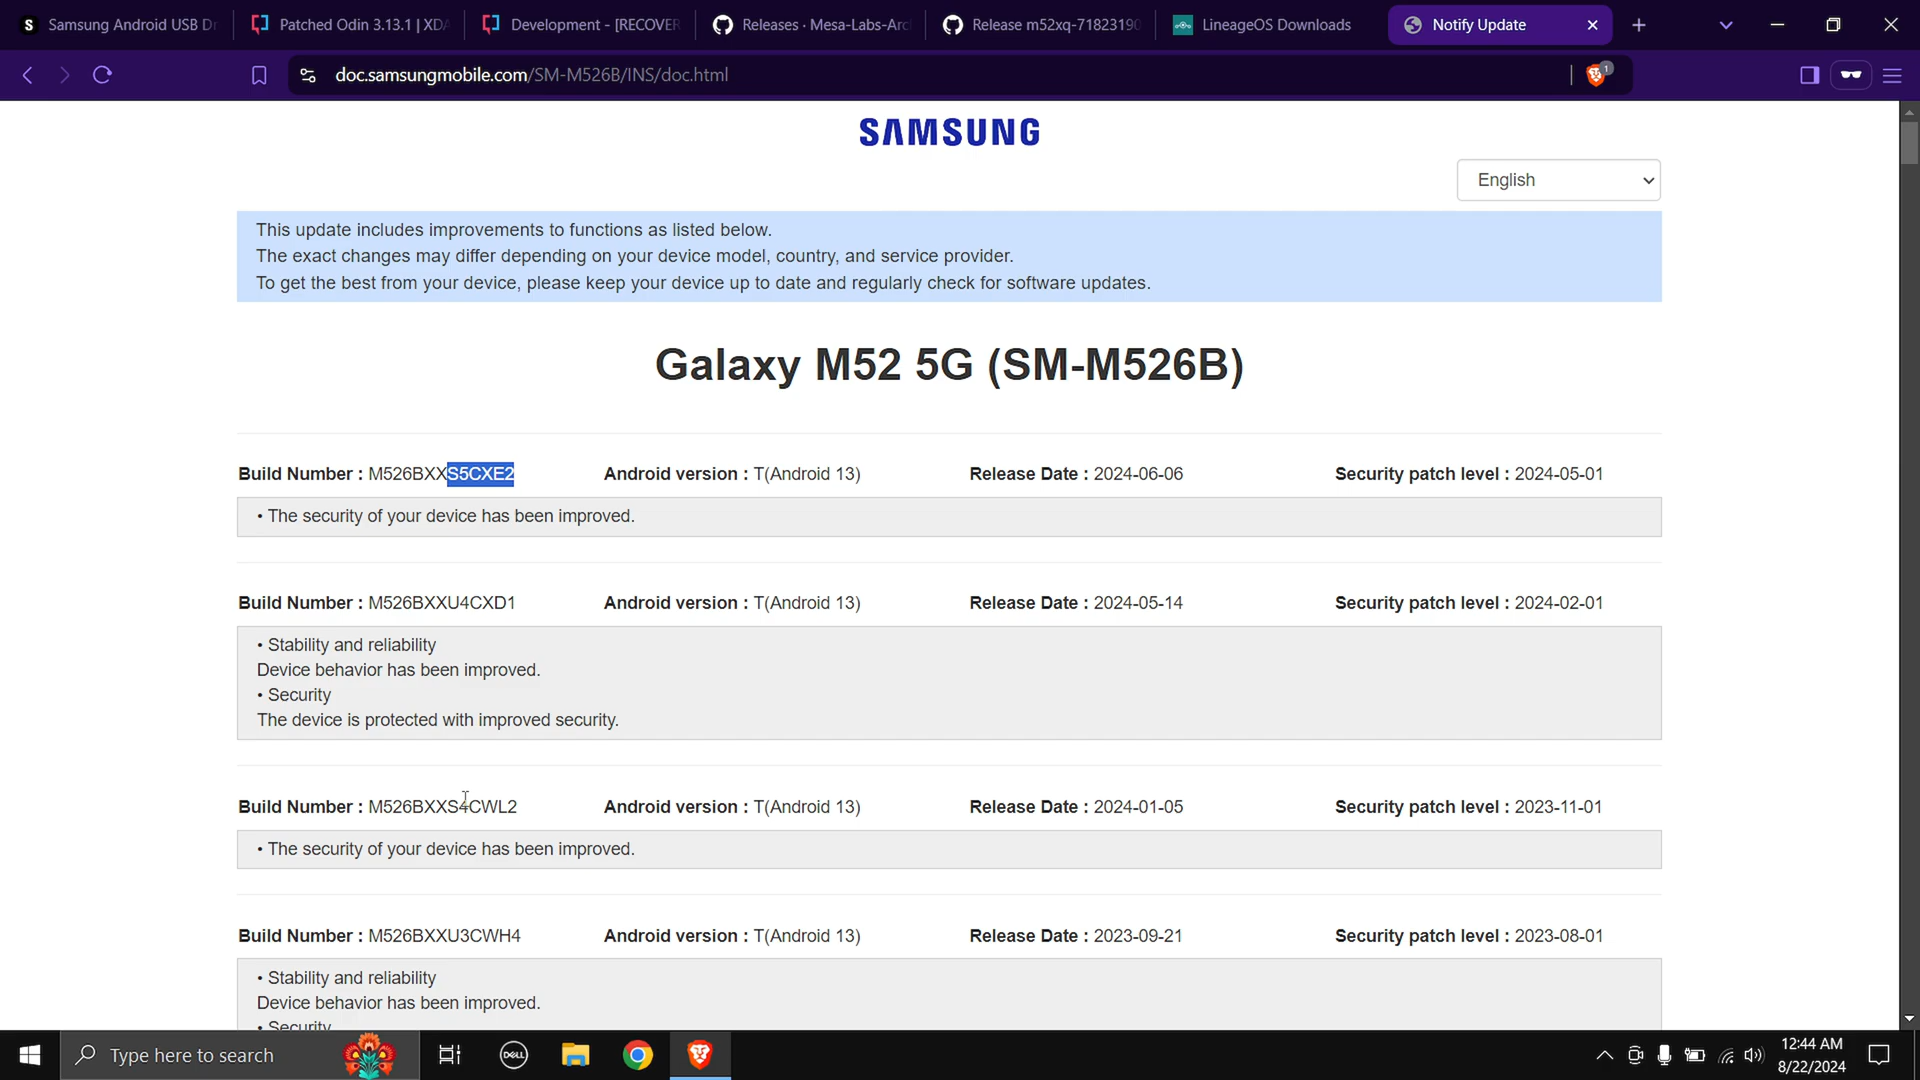 Samsung Android USB Dr
Patched Odin 3.13.1 | XDA
Development - [RECOVER
Releases · Mesa-Labs-Arc
Release m52xq-71823190
LineageOS Downloads
Notify Update
doc.samsungmobile.com/SM-M526B/INS/doc.html
1
SAMSUNG
English
This update includes improvements to functions as listed below.
The exact changes may differ depending on your device model, country, and service provider.
To get the best from your device, please keep your device up to date and regularly check for software updates.
Galaxy M52 5G (SM-M526B)
Build Number : M526BXXS5CXE2 Android version : T(Android 13) Release Date : 2024-06-06 Security patch level : 2024-05-01
• The security of your device has been improved.
Build Number : M526BXXU4CXD1 Android version : T(Android 13) Release Date : 2024-05-14 Security patch level : 2024-02-01
• Stability and reliability
Device behavior has been improved.
• Security
The device is protected with improved security.
Build Number : M526BXXS4CWL2 Android version : T(Android 13) Release Date : 2024-01-05 Security patch level : 2023-11-01
• The security of your device has been improved.
Build Number : M526BXXU3CWH4 Android version : T(Android 13) Release Date : 2023-09-21 Security patch level : 2023-08-01
• Stability and reliability
Device behavior has been improved.
• Security
Type here to search
DELL
12:44 AM
8/22/2024